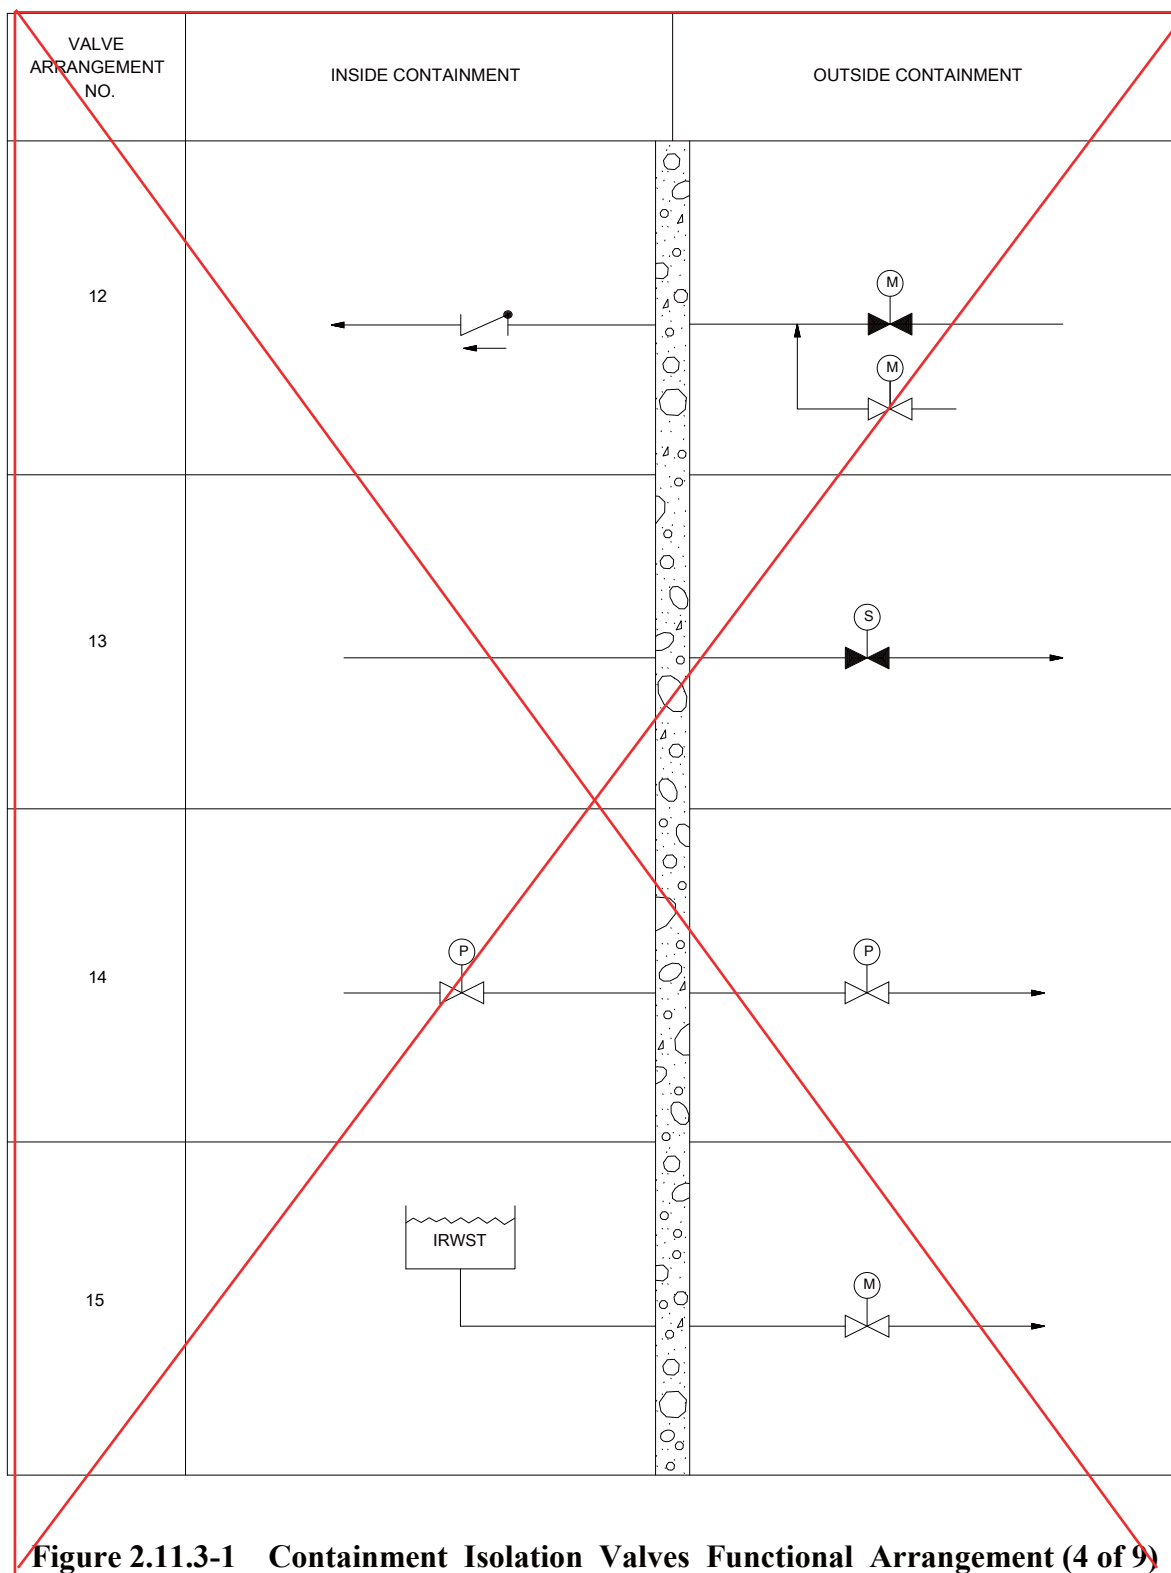 VALVE
ARRANGEMENT
NO.
INSIDE CONTAINMENT
OUTSIDE CONTAINMENT
12
M
M
13
S
14
P
P
IRWST
15
M
Figure 2.11.3-1 Containment Isolation Valves Functional Arrangement (4 of 9)